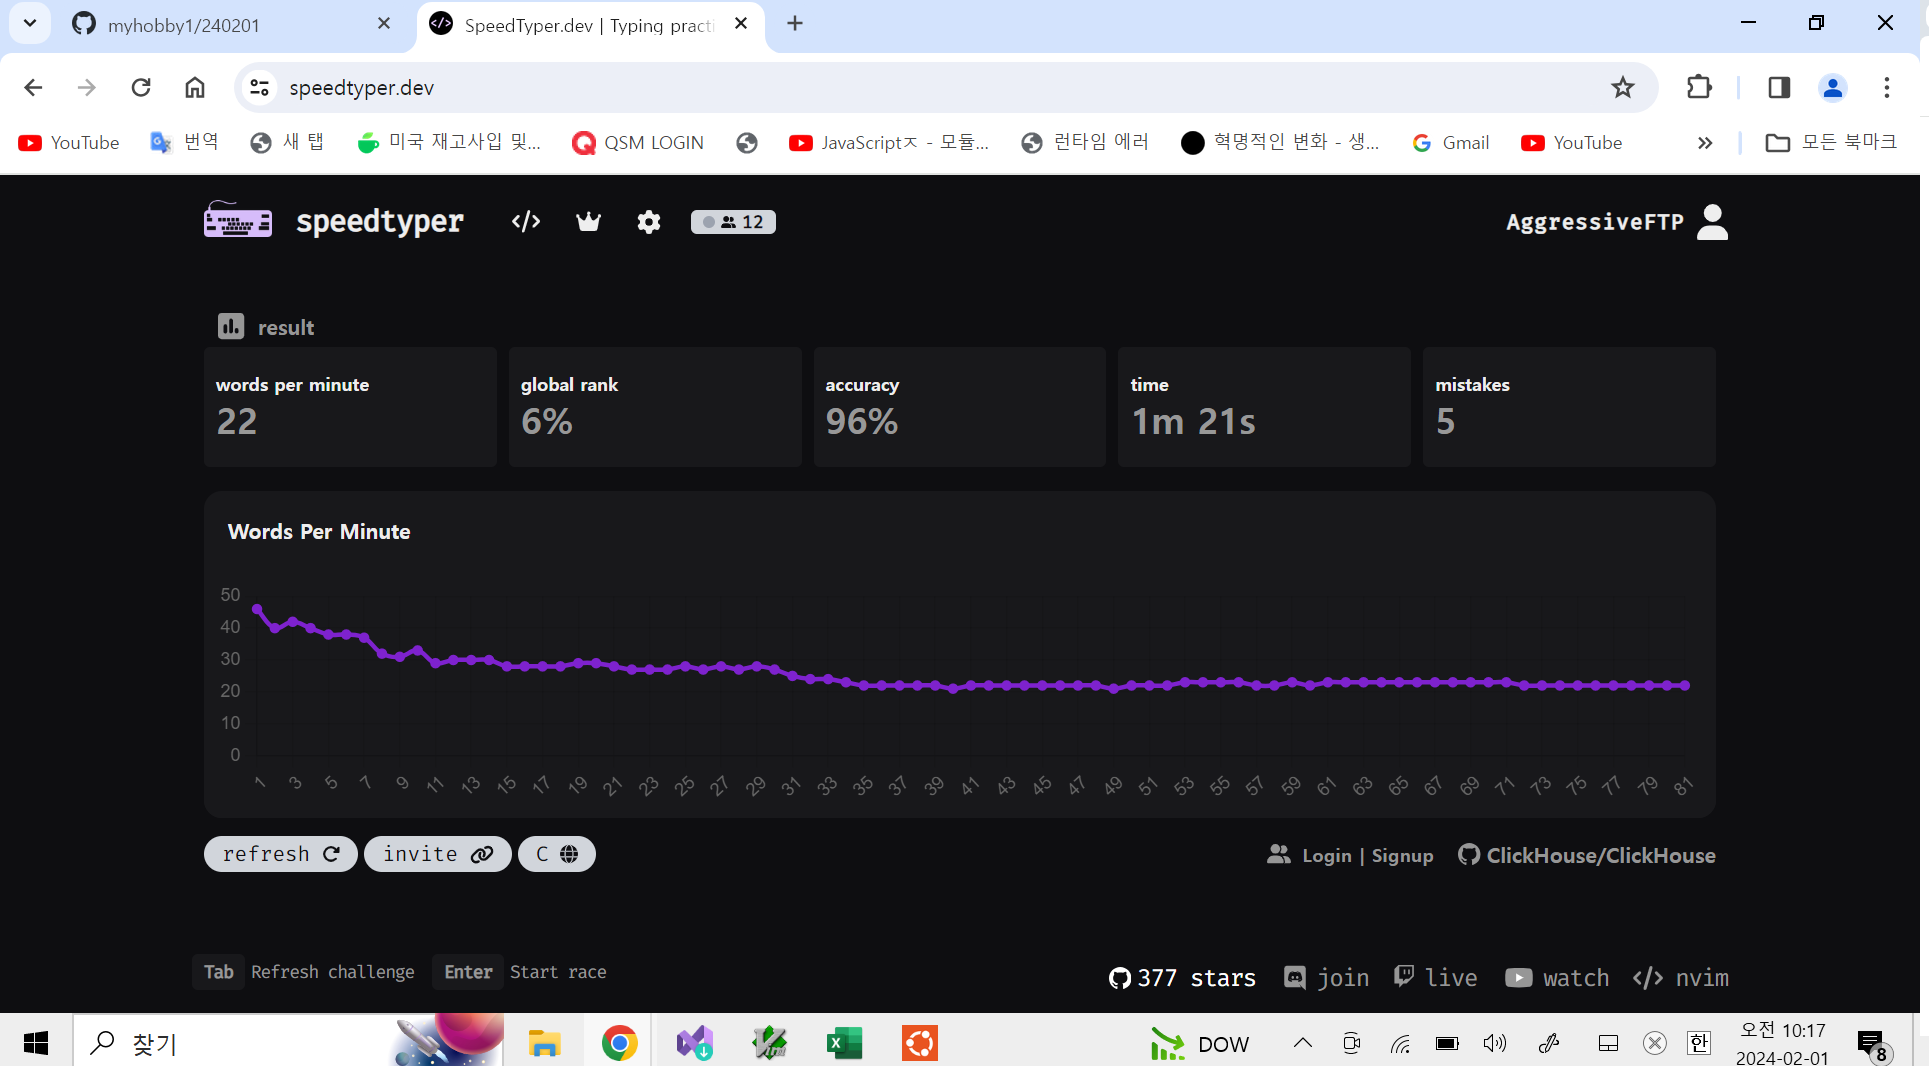 myhobby1/240201
SpeedTyper.dev | Typing practi
speedtyper.dev
YouTube 번역 새 탭 미국 재고사입 및... QSM LOGIN JavaScriptㅈ - 모듈... 런타임 에러 혁명적인 변화 - 생... Gmail YouTube » 모든 북마크
speedtyper </> 12 AggressiveFTP
result
words per minute
22
global rank
6%
accuracy
96%
time
1m 21s
mistakes
5
Words Per Minute
50
40
30
20
10
0
1 3 5 7 9 11 13 15 17 19 21 23 25 27 29 31 33 35 37 39 41 43 45 47 49 51 53 55 57 59 61 63 65 67 69 71 73 75 77 79 81
refresh invite C Login | Signup ClickHouse/ClickHouse
Tab Refresh challenge Enter Start race
377 stars join live watch </> nvim
찾기 DOW 한 오전 10:17
2024-02-01 8